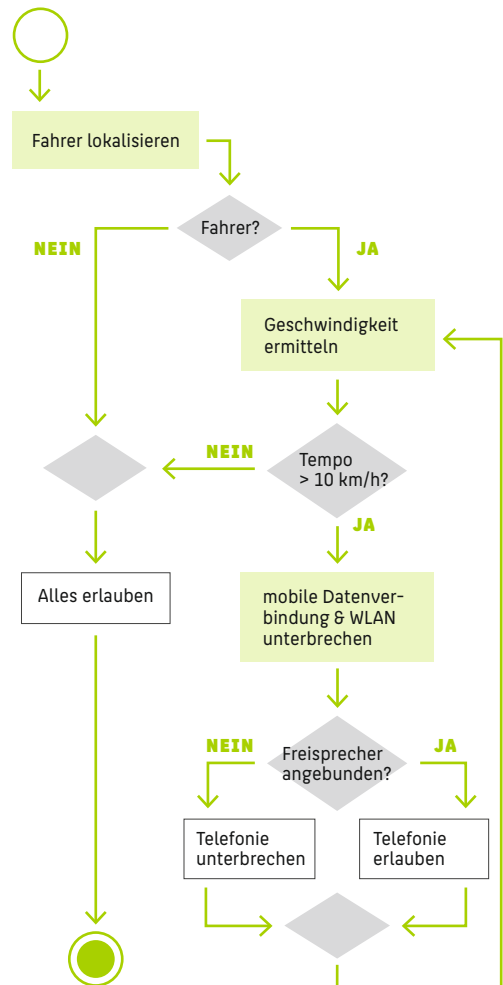 Fahrer lokalisieren
Fahrer?
NEIN
JA
Geschwindigkeit
ermitteln
NEIN
Tempo
> 10 km/h?
JA
Alles erlauben
mobile Datenver-
bindung & WLAN
unterbrechen
NEIN
Freisprecher
angebunden?
JA
Telefonie
unterbrechen
Telefonie
erlauben